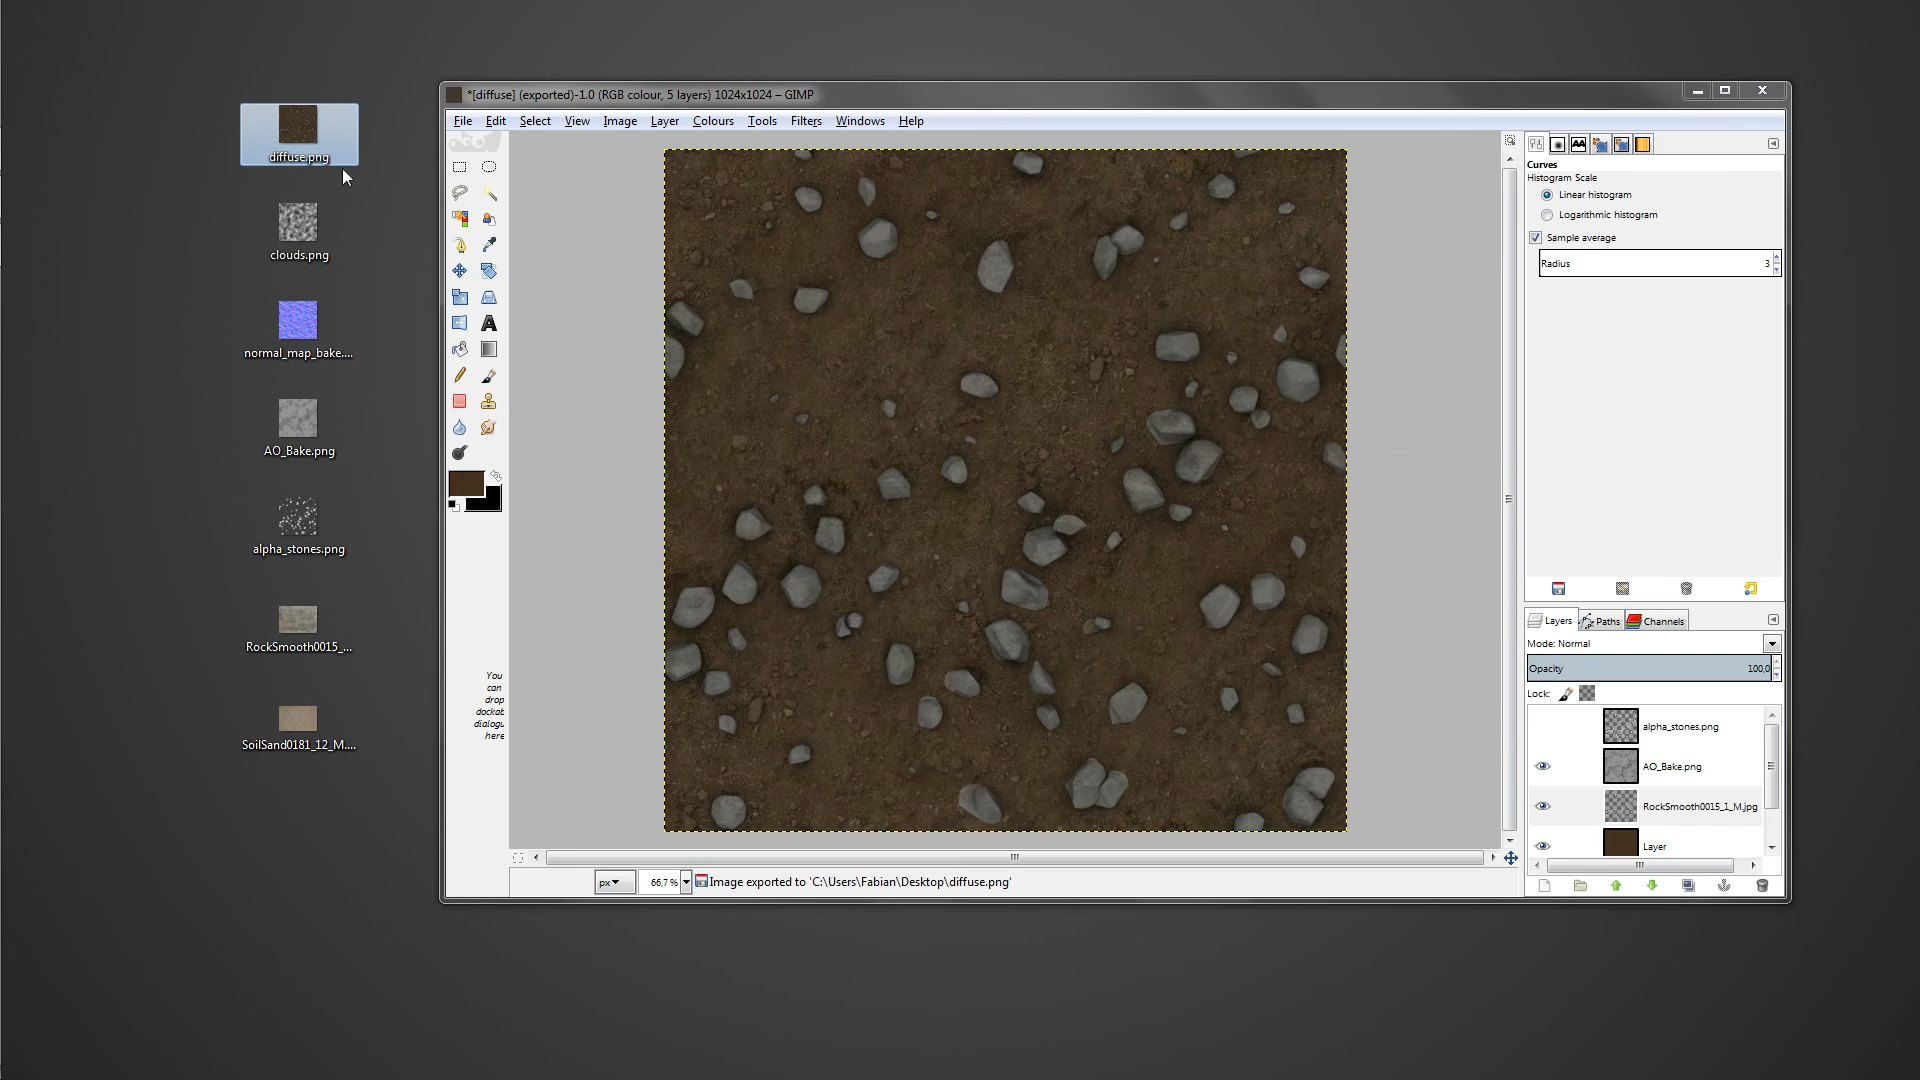 *[diffuse] (exported)-1.0 (RGB colour, 5 layers) 1024x1024 – GIMP
File Edit Select View Image Layer Colours Tools Filters Windows Help
diffuse.png
clouds.png
normal_map_bake....
AO_Bake.png
alpha_stones.png
RockSmooth0015_...
SoilSand0181_12_M....
You
can
drop
dockab
dialogu
here
px
66,7 %
Image exported to 'C:\Users\Fabian\Desktop\diffuse.png'
Curves
Histogram Scale
Linear histogram
Logarithmic histogram
Sample average
Radius 3
Layers Paths Channels
Mode: Normal
Opacity 100,0
Lock:
alpha_stones.png
AO_Bake.png
RockSmooth0015_1_M.jpg
Layer